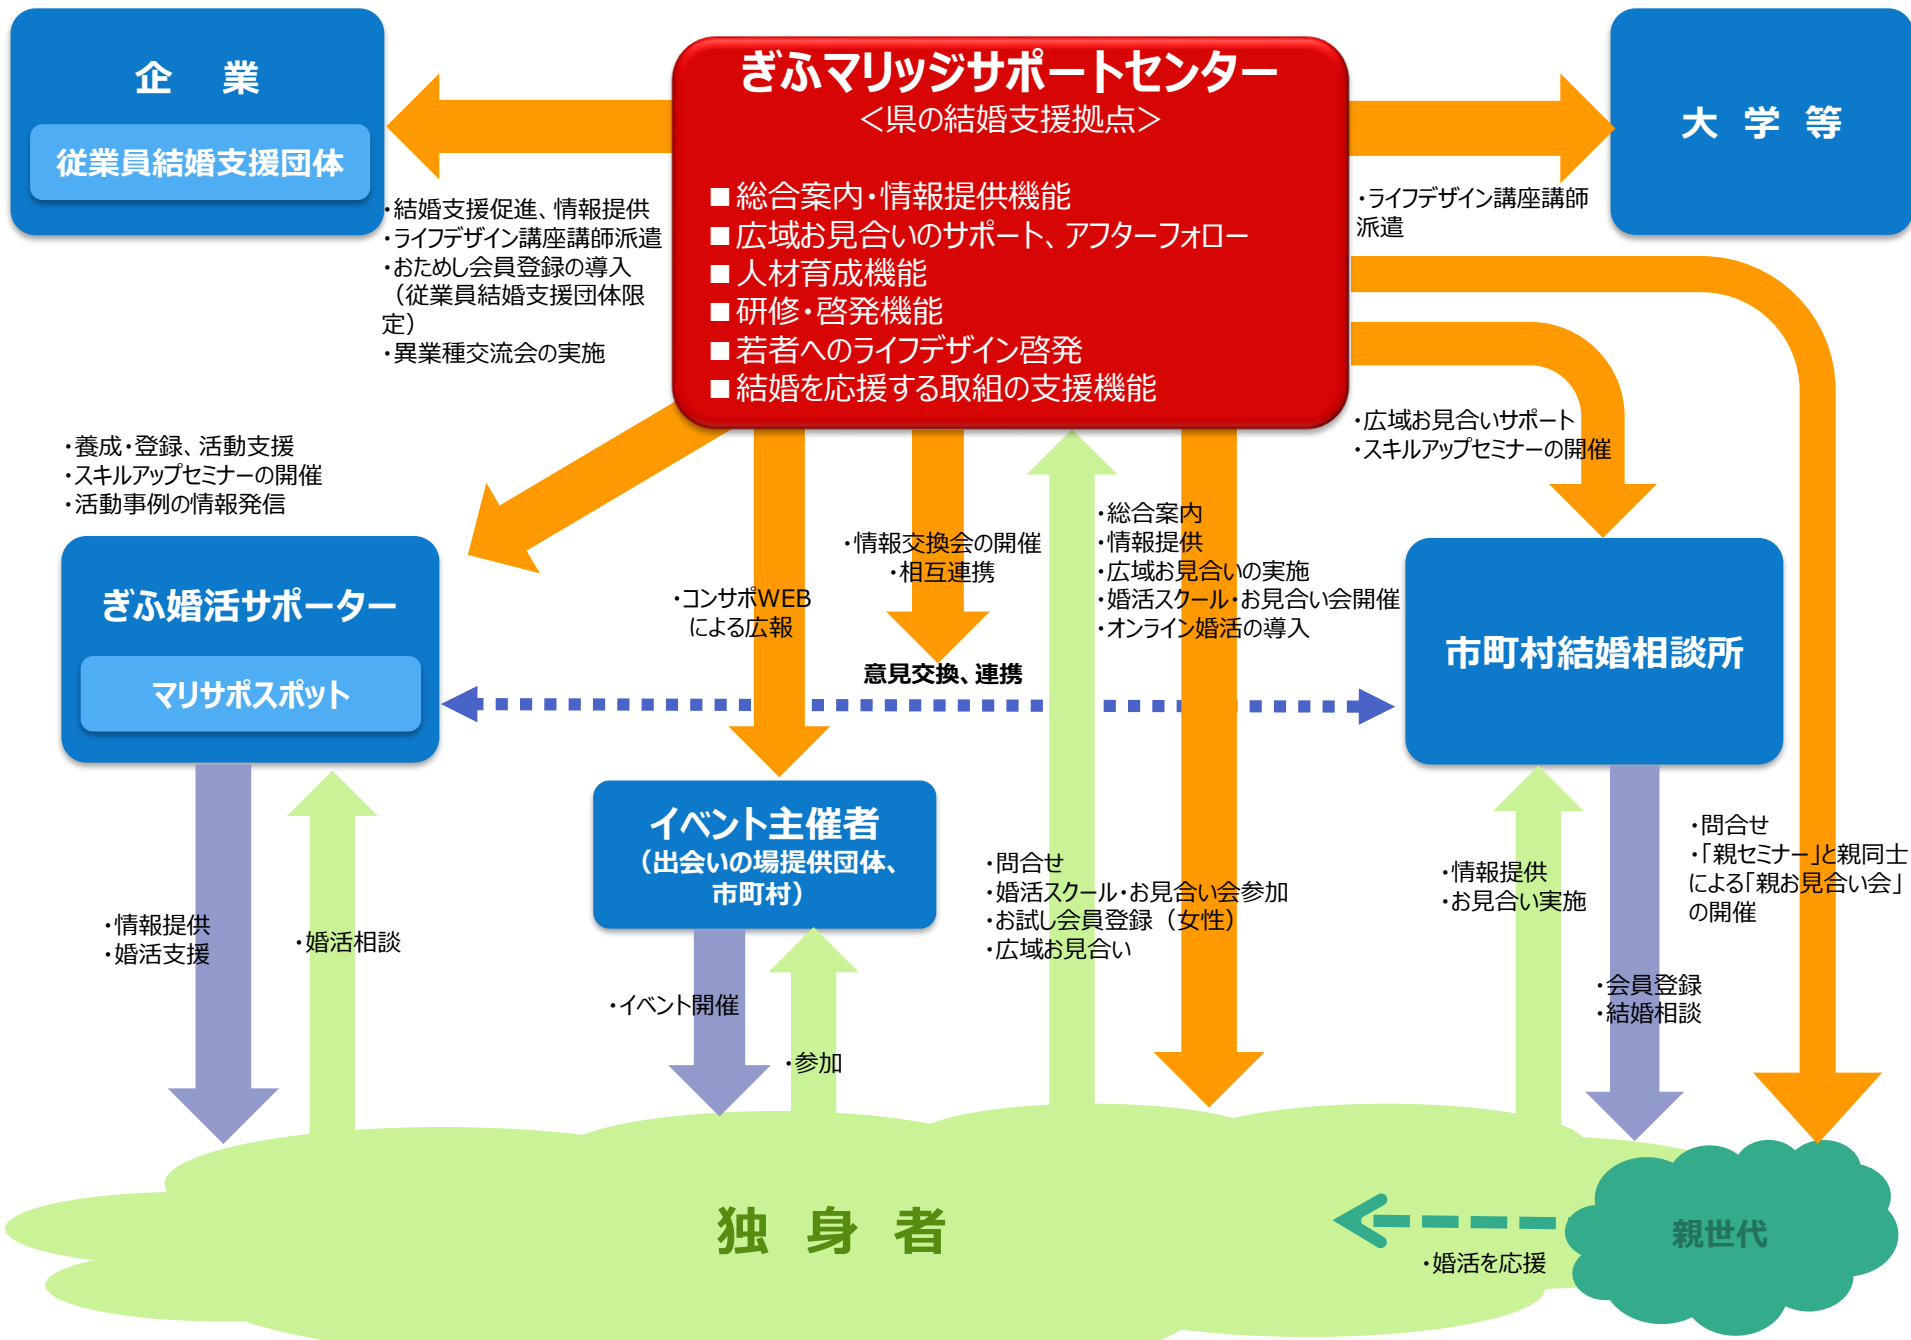 企 業
従業員結婚支援団体
ぎふマリッジサポートセンター
＜県の結婚支援拠点＞
■総合案内・情報提供機能
■広域お見合いのサポート、アフターフォロー
■人材育成機能
■研修・啓発機能
■若者へのライフデザイン啓発
■結婚を応援する取組の支援機能
大 学 等
・結婚支援促進、情報提供
・ライフデザイン講座講師派遣
・おためし会員登録の導入
（従業員結婚支援団体限
定）
・異業種交流会の実施
・ライフデザイン講座講師
派遣
・養成・登録、活動支援
・スキルアップセミナーの開催
・活動事例の情報発信
・広域お見合いサポート
・スキルアップセミナーの開催
ぎふ婚活サポーター
マリサポスポット
・コンサポWEB
による広報
・情報交換会の開催
・相互連携
意見交換、連携
・総合案内
・情報提供
・広域お見合いの実施
・婚活スクール・お見合い会開催
・オンライン婚活の導入
市町村結婚相談所
イベント主催者
（出会いの場提供団体、
市町村）
・問合せ
・婚活スクール・お見合い会参加
・お試し会員登録（女性）
・広域お見合い
・情報提供
・お見合い実施
・問合せ
・「親セミナー」と親同士
による「親お見合い会」
の開催
・情報提供
・婚活支援
・婚活相談
・イベント開催
・参加
・会員登録
・結婚相談
独 身 者
・婚活を応援
親世代